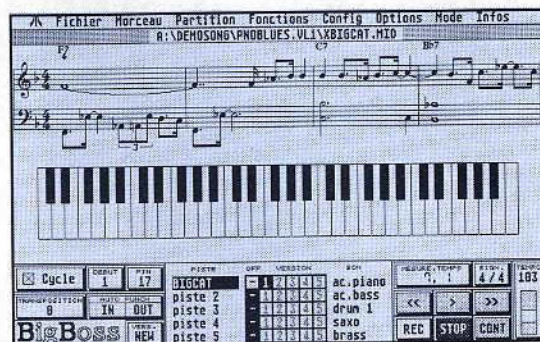 Fichier Morceau Partition Fonctions Config Options Mode Infos
A:\DEMOSONG\PNOBLUES.VLI\XBIGCAT.MID
F7 C7 Bb7
3
Cycle
DEBUT
1
FIN
17
TRANSPOSITION
0
AUTO PUNCH
IN OUT
BigBoss
VERS.
NEW
PISTE OFF VERSION SON
BIGCAT - 1 2 3 4 5 ac.piano
piste 2 - 1 2 3 4 5 ac.bass
piste 3 - 1 2 3 4 5 drum 1
piste 4 - 1 2 3 4 5 saxo
piste 5 - 1 2 3 4 5 brass
MESURE.TEMPS
SIGN.
4/4
TEMPO
103
<< > >>
REC STOP CONT